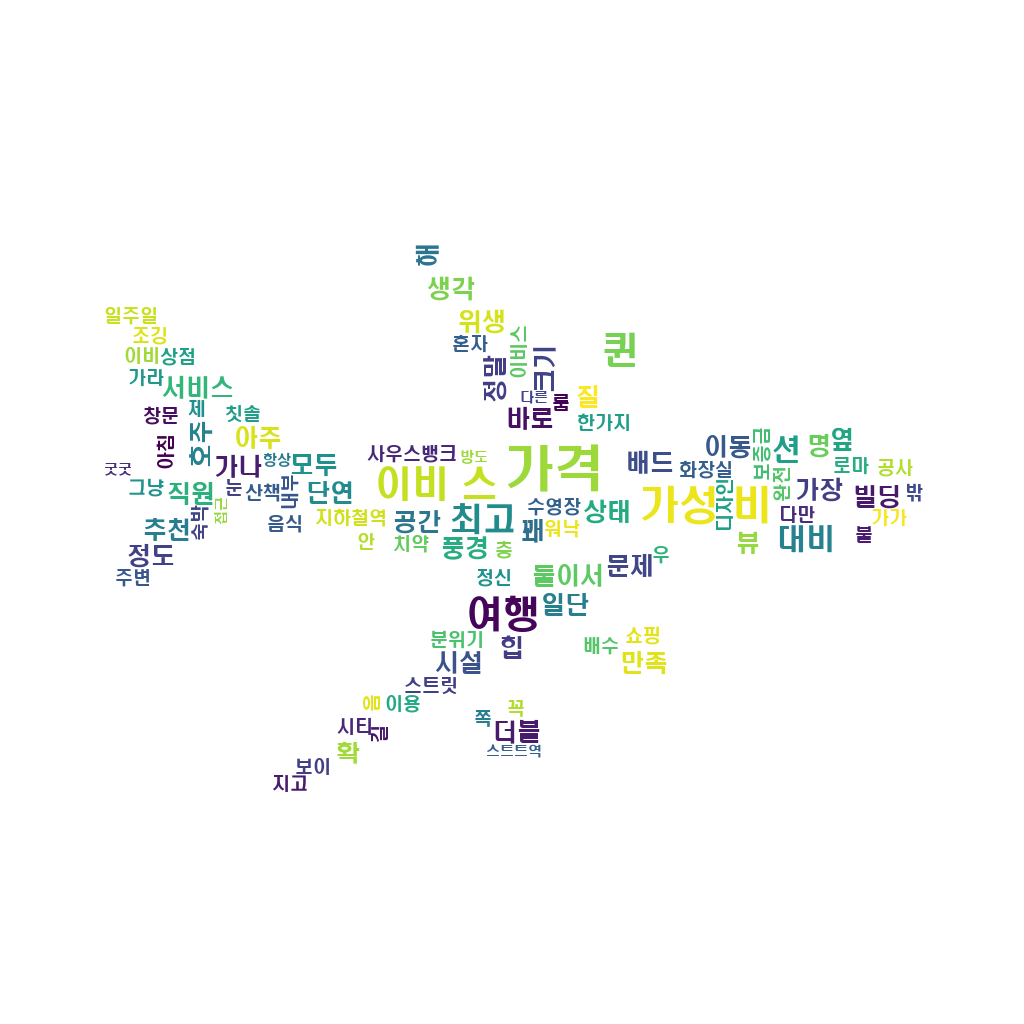 해
생각
일주일
위생
조깅
혼자
이비스
퀸
이비
상점
정말
크기
가라
서비스
다른
룸
질
창문
제
칫솔
바로
한가지
호주
아주
아침
사우스뱅크
방도
가격
배드
이동
보증금
션
명
옆
굿굿
가나
항상
모두
화장실
로마
공사
그냥
직원
눈
산책
내부
단연
이비
스
가성
비
디자인
완전
가장
빌딩
밖
숙박
접근
음식
지하철역
공간
최고
수영장
상태
다만
가가
추천
꽤
워낙
대비
불
정도
안
치약
풍경
층
우
뷰
주변
정신
둘이서
문제
여행
일단
분위기
힙
배수
쇼핑
시설
만족
스트릿
음
이용
쪽
꼭
시티
길
더블
확
스트트역
보이
지고